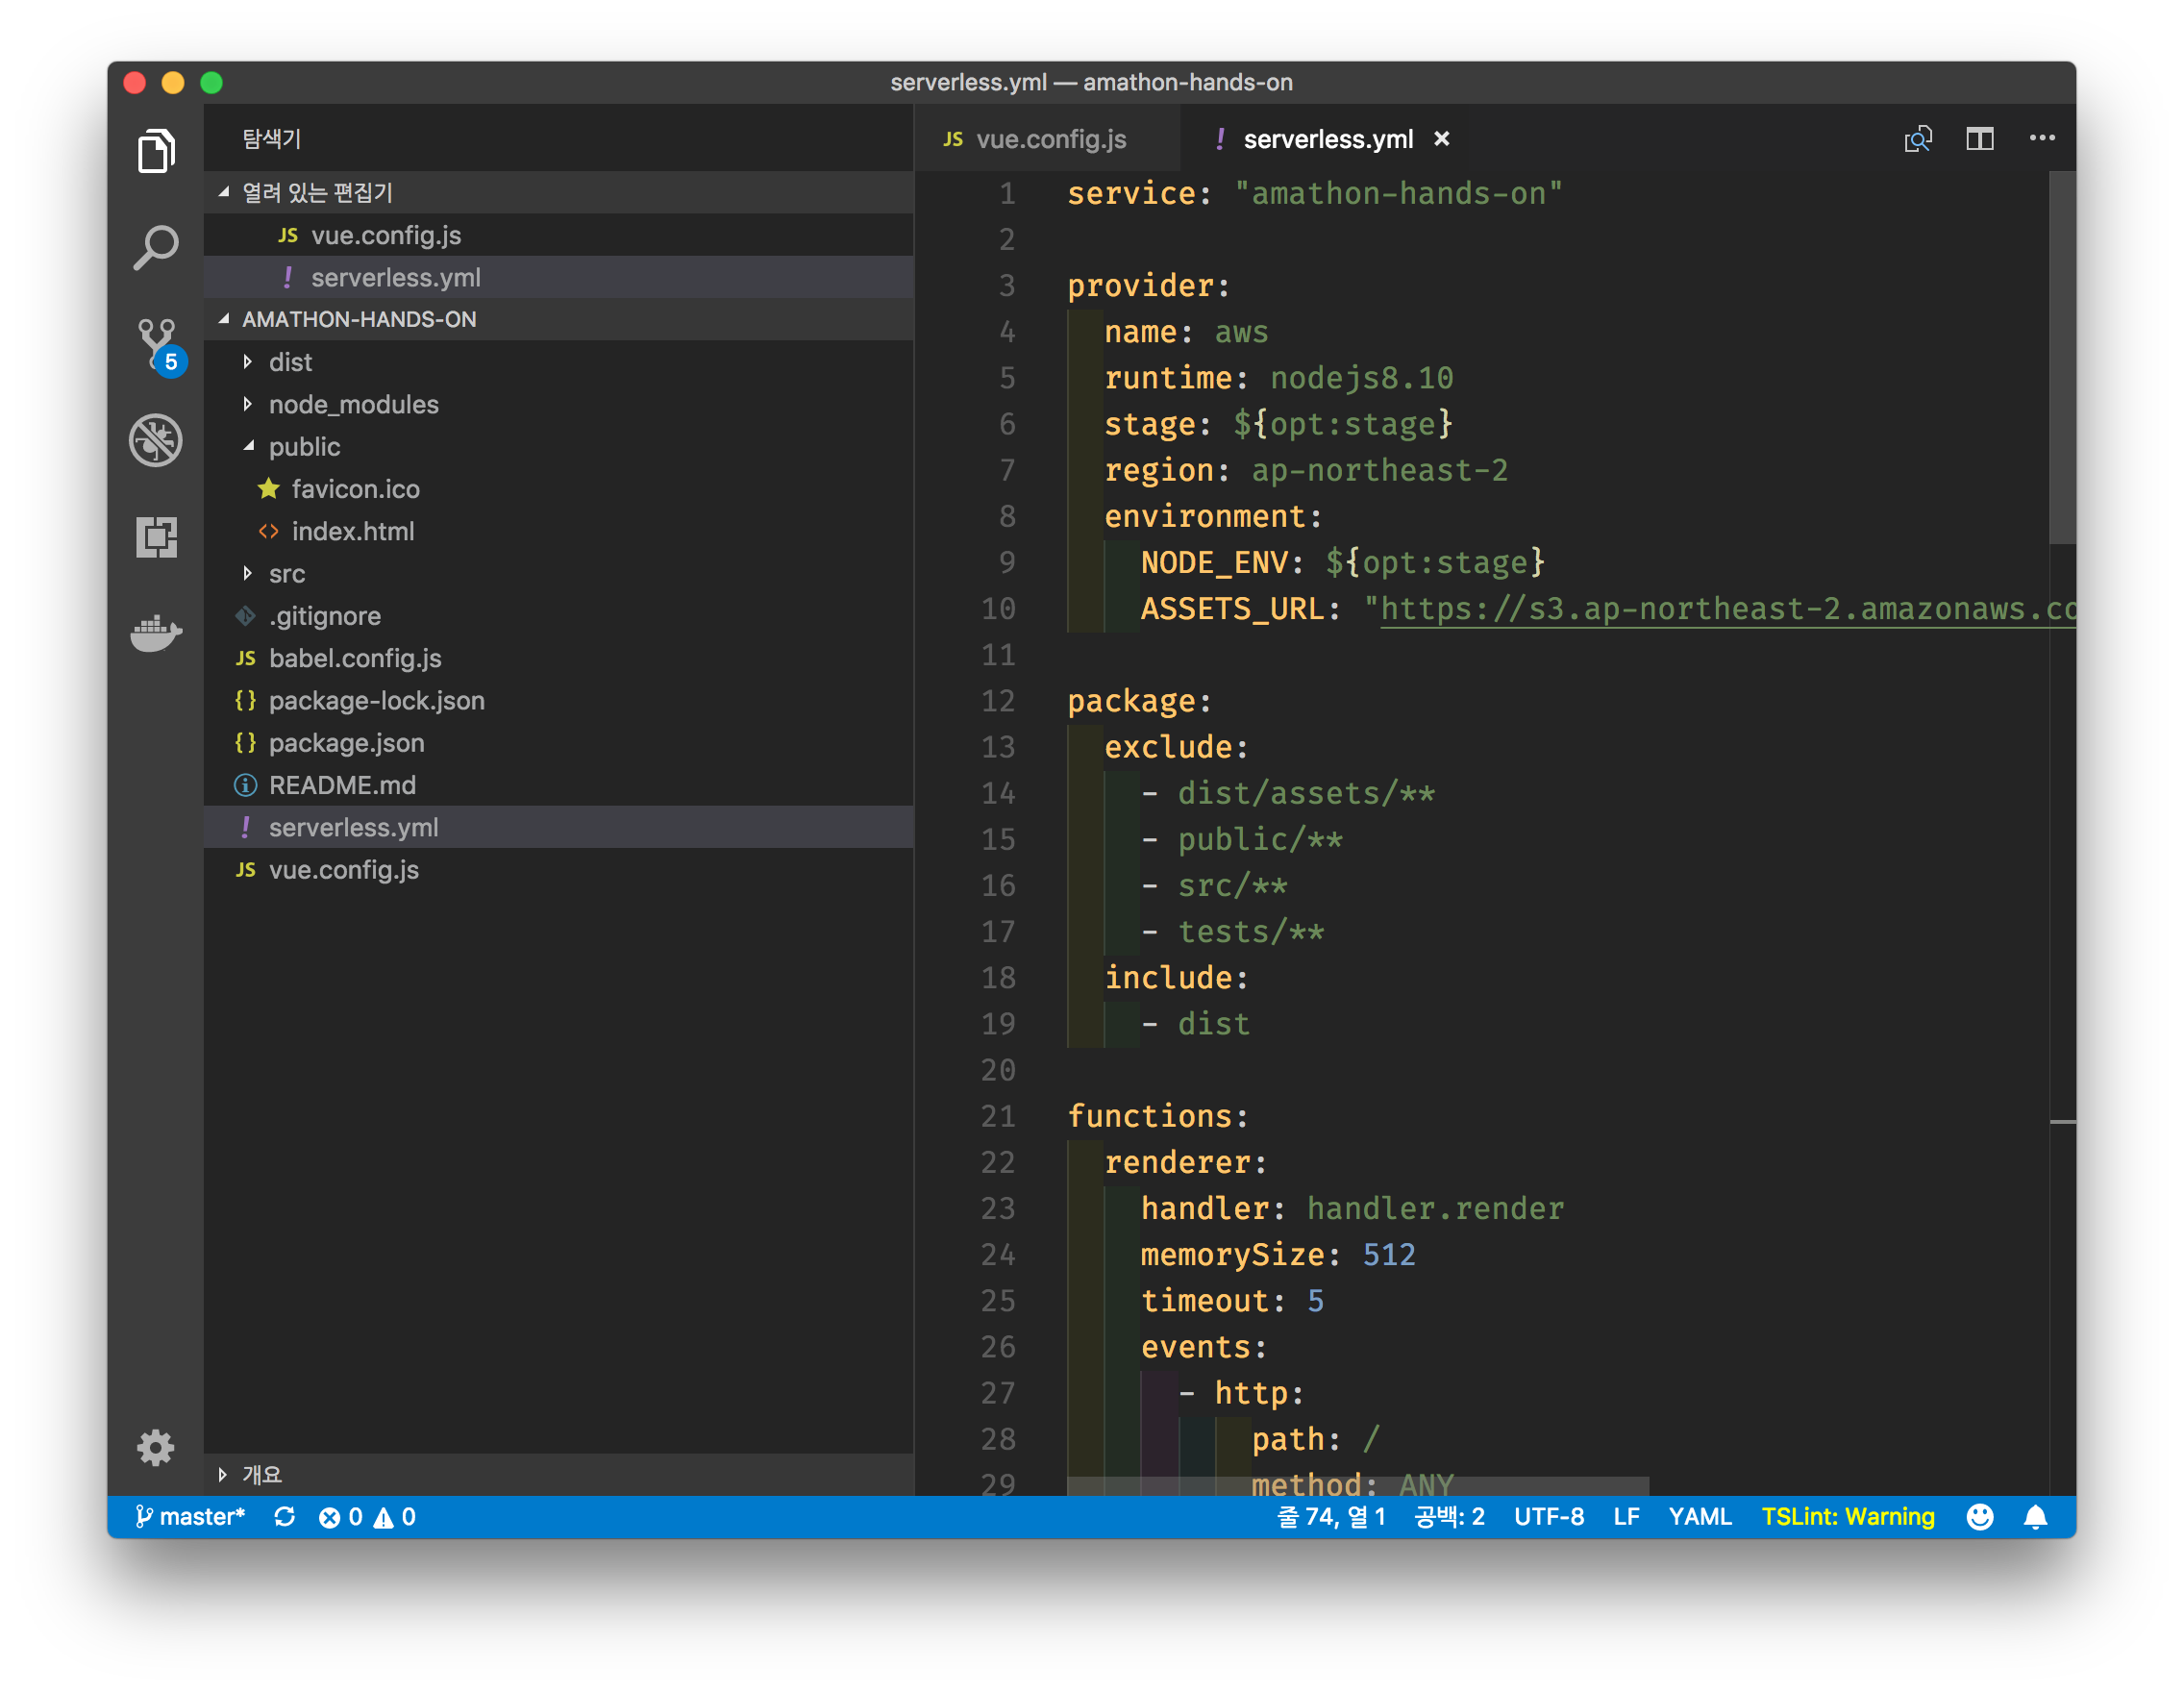 serverless.yml — amathon-hands-on
탐색기
열려 있는 편집기
JS vue.config.js
! serverless.yml
AMATHON-HANDS-ON
dist
node_modules
public
favicon.ico
<> index.html
src
.gitignore
JS babel.config.js
{} package-lock.json
{} package.json
README.md
! serverless.yml
JS vue.config.js
개요
5
JS vue.config.js
! serverless.yml ×
1 service: "amathon-hands-on"
2
3 provider:
4 name: aws
5 runtime: nodejs8.10
6 stage: ${opt:stage}
7 region: ap-northeast-2
8 environment:
9 NODE_ENV: ${opt:stage}
10 ASSETS_URL: "https://s3.ap-northeast-2.amazonaws.co
11
12 package:
13 exclude:
14 - dist/assets/**
15 - public/**
16 - src/**
17 - tests/**
18 include:
19 - dist
20
21 functions:
22 renderer:
23 handler: handler.render
24 memorySize: 512
25 timeout: 5
26 events:
27 - http:
28 path: /
29 method: ANY
master* 0 0 줄 74, 열 1 공백: 2 UTF-8 LF YAML TSLint: Warning